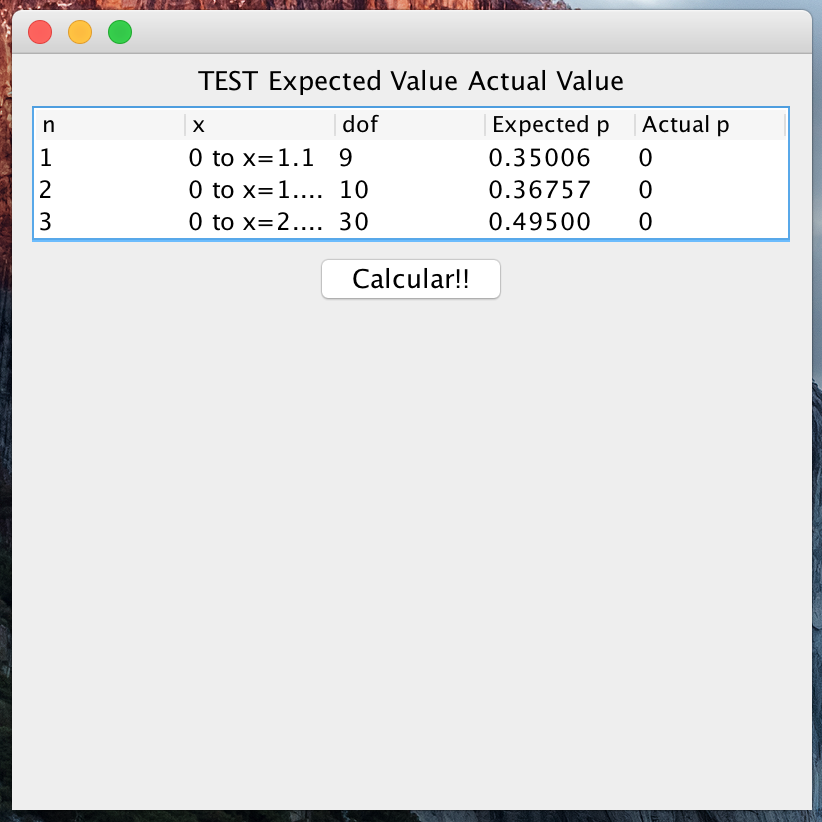 TEST Expected Value Actual Value
n x dof Expected p Actual p
1 0 to x=1.1 9 0.35006 0
2 0 to x=1.... 10 0.36757 0
3 0 to x=2.... 30 0.49500 0
Calcular!!